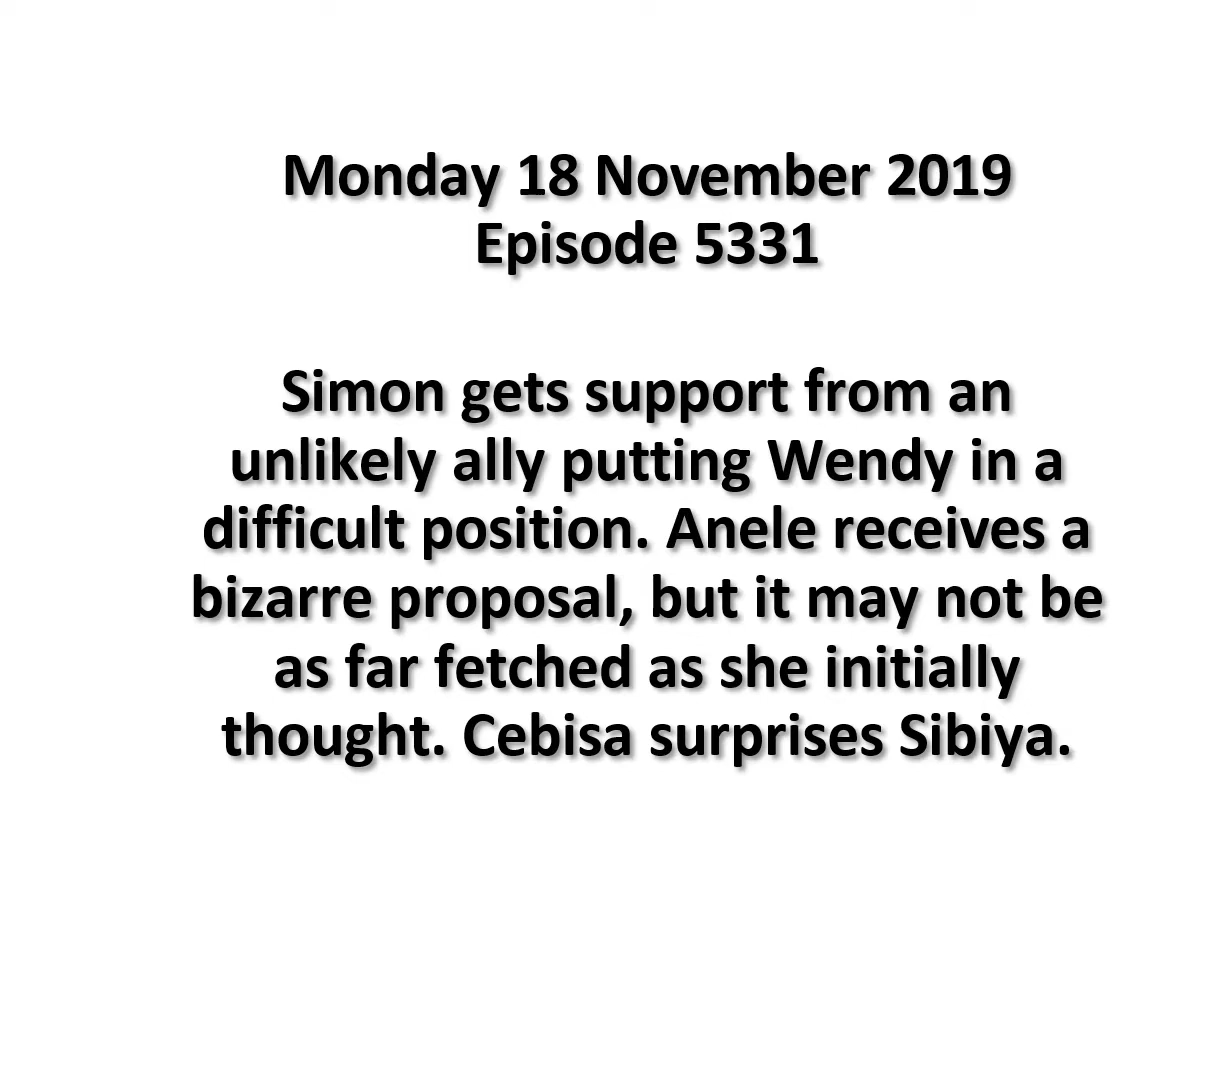 Monday 18 November 2019
Episode 5331
Simon gets support from an
unlikely ally putting Wendy in a
difficult position. Anele receives a
bizarre proposal, but it may not be
as far fetched as she initially
thought. Cebisa surprises Sibiya.